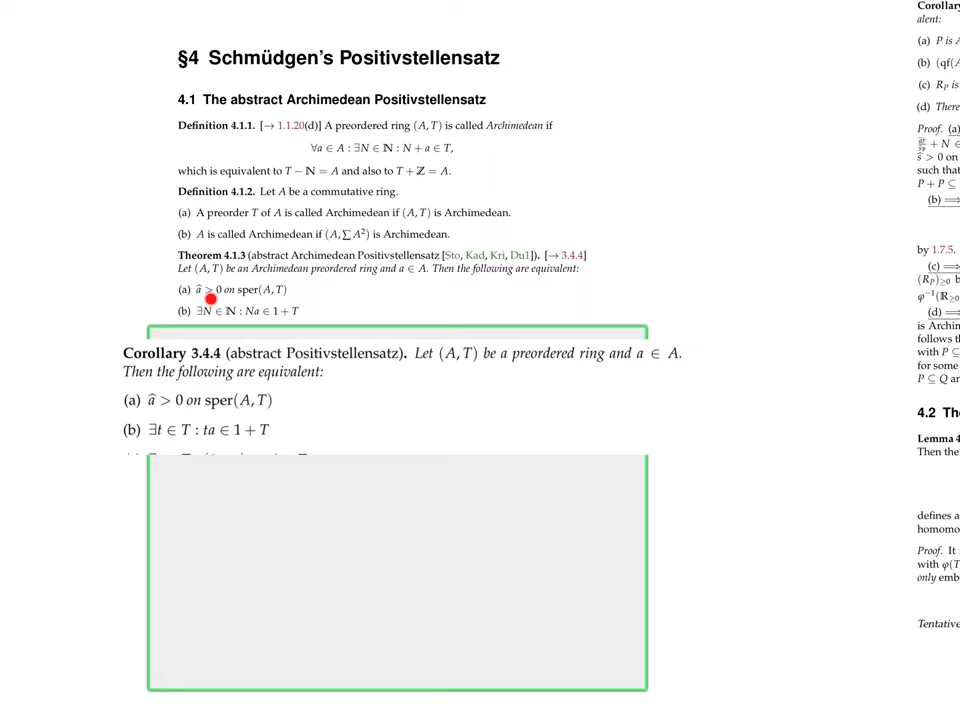 §4 Schmüdgen's Positivstellensatz
4.1 The abstract Archimedean Positivstellensatz
Definition 4.1.1. [→ 1.1.20(d)] A preordered ring (A, T) is called Archimedean if
∀a ∈ A : ∃N ∈ ℕ : N + a ∈ T,
which is equivalent to T − ℕ = A and also to T + ℤ = A.
Definition 4.1.2. Let A be a commutative ring.
(a) A preorder T of A is called Archimedean if (A, T) is Archimedean.
(b) A is called Archimedean if (A, ∑ A²) is Archimedean.
Theorem 4.1.3 (abstract Archimedean Positivstellensatz [Sto, Kad, Kri, Du1]). [→ 3.4.4]
Let (A, T) be an Archimedean preordered ring and a ∈ A. Then the following are equivalent:
(a) â > 0 on sper(A, T)
(b) ∃N ∈ ℕ : Na ∈ 1 + T
Corollary 3.4.4 (abstract Positivstellensatz). Let (A, T) be a preordered ring and a ∈ A.
Then the following are equivalent:
(a) â > 0 on sper(A, T)
(b) ∃t ∈ T : ta ∈ 1 + T
Corollary
alent:
(a) P is
(b) (qf(
(c) R_P is
(d) There
Proof. (a)
+ N ∈
ŝ > 0 on
such that
P + P ⊆
(b) ⟹
by 1.7.5.
(c) ⟹
(R_P)≥0 b
φ⁻¹(ℝ≥0
(d) ⟹
is Archim
follows th
with P ⊆
for some
P ⊆ Q an
4.2 The
Lemma 4
Then the
defines a
homomo
Proof. It
with φ(T
only emb
Tentative